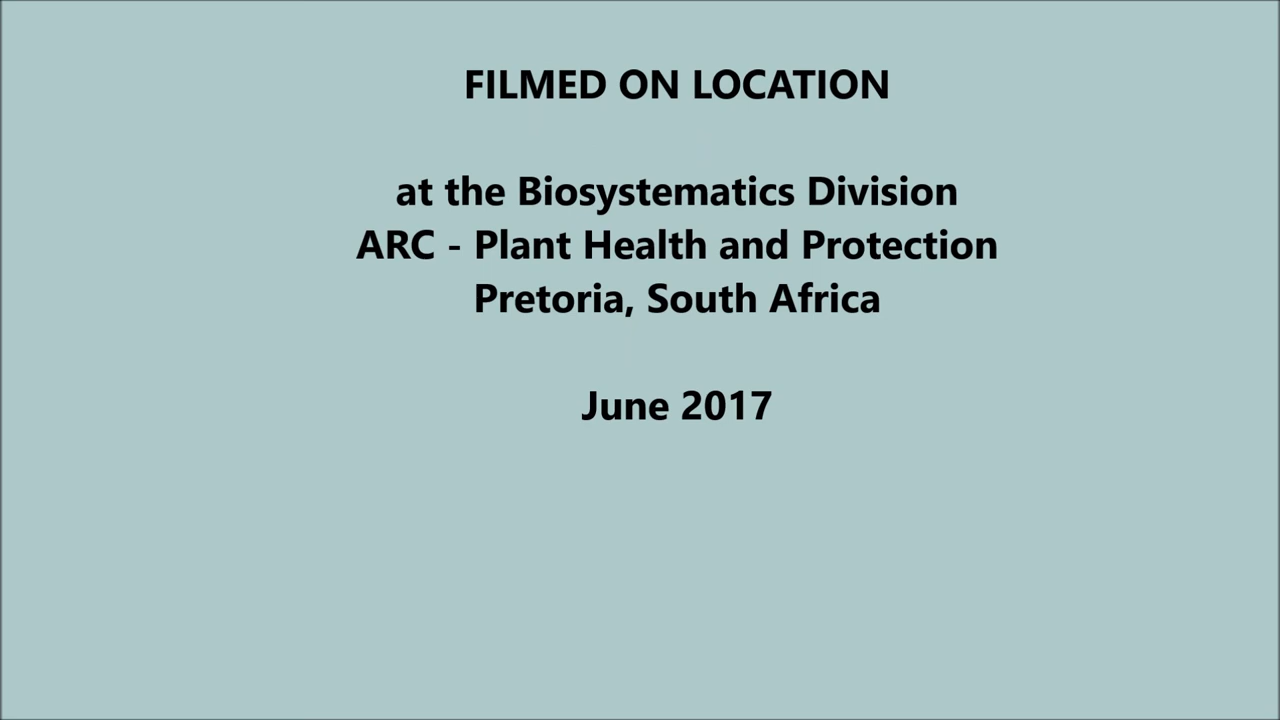 FILMED ON LOCATION
at the Biosystematics Division
ARC - Plant Health and Protection
Pretoria, South Africa
June 2017